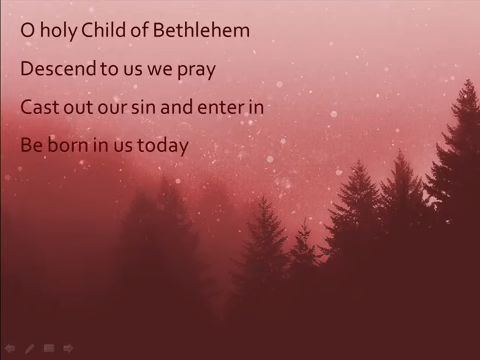 O holy Child of Bethlehem
Descend to us we pray
Cast out our sin and enter in
Be born in us today